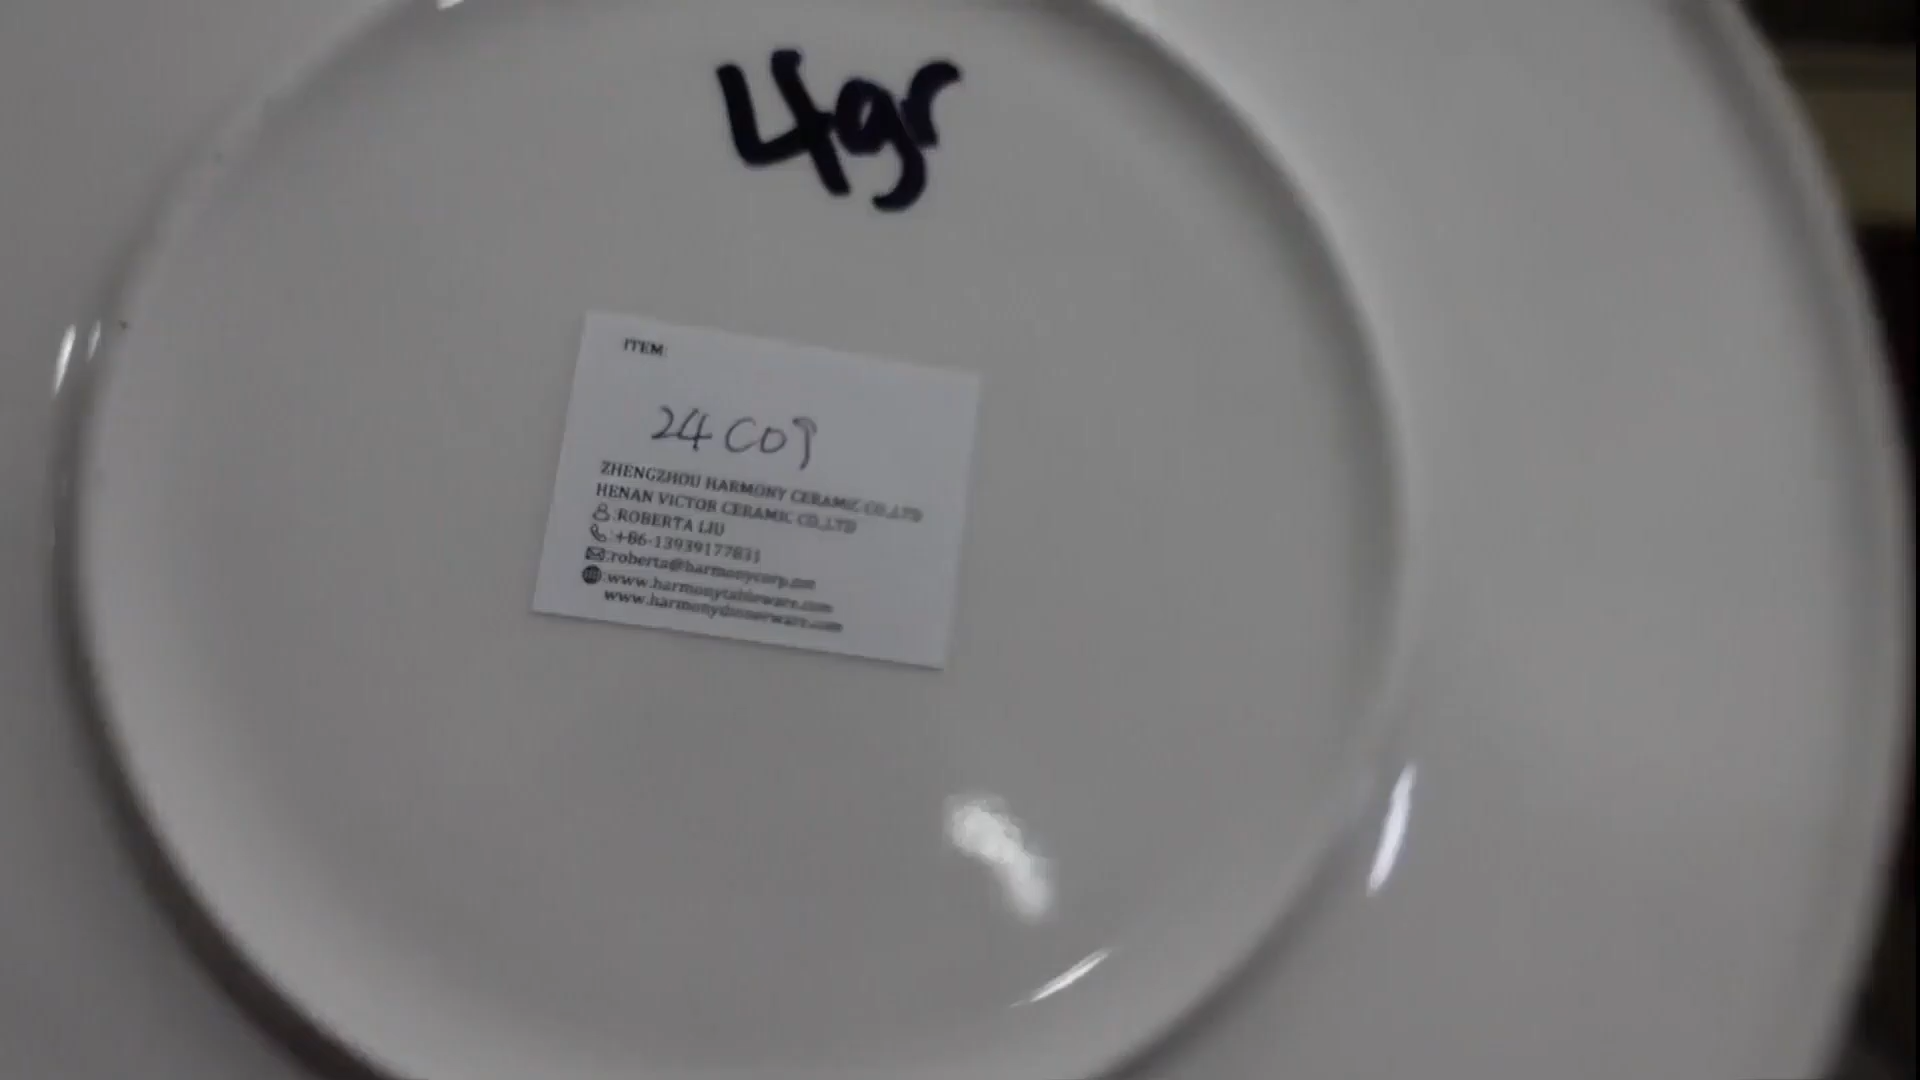 4gr
ITEM:
24C09
ZHENGZHOU HARMONY CERAMIC CO.,LTD
HENAN VICTOR CERAMIC CO.,LTD
:ROBERTA LIU
:+86-13939177831
:roberta@harmonycorp.cn
:www.harmonytableware.com
www.harmonydinnerware.com